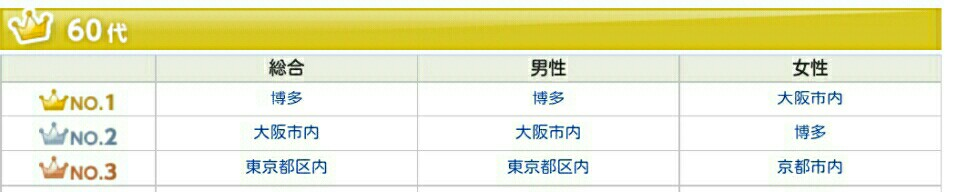 60代
総合 男性 女性
NO.1 博多 博多 大阪市内
NO.2 大阪市内 大阪市内 博多
NO.3 東京都区内 東京都区内 京都市内